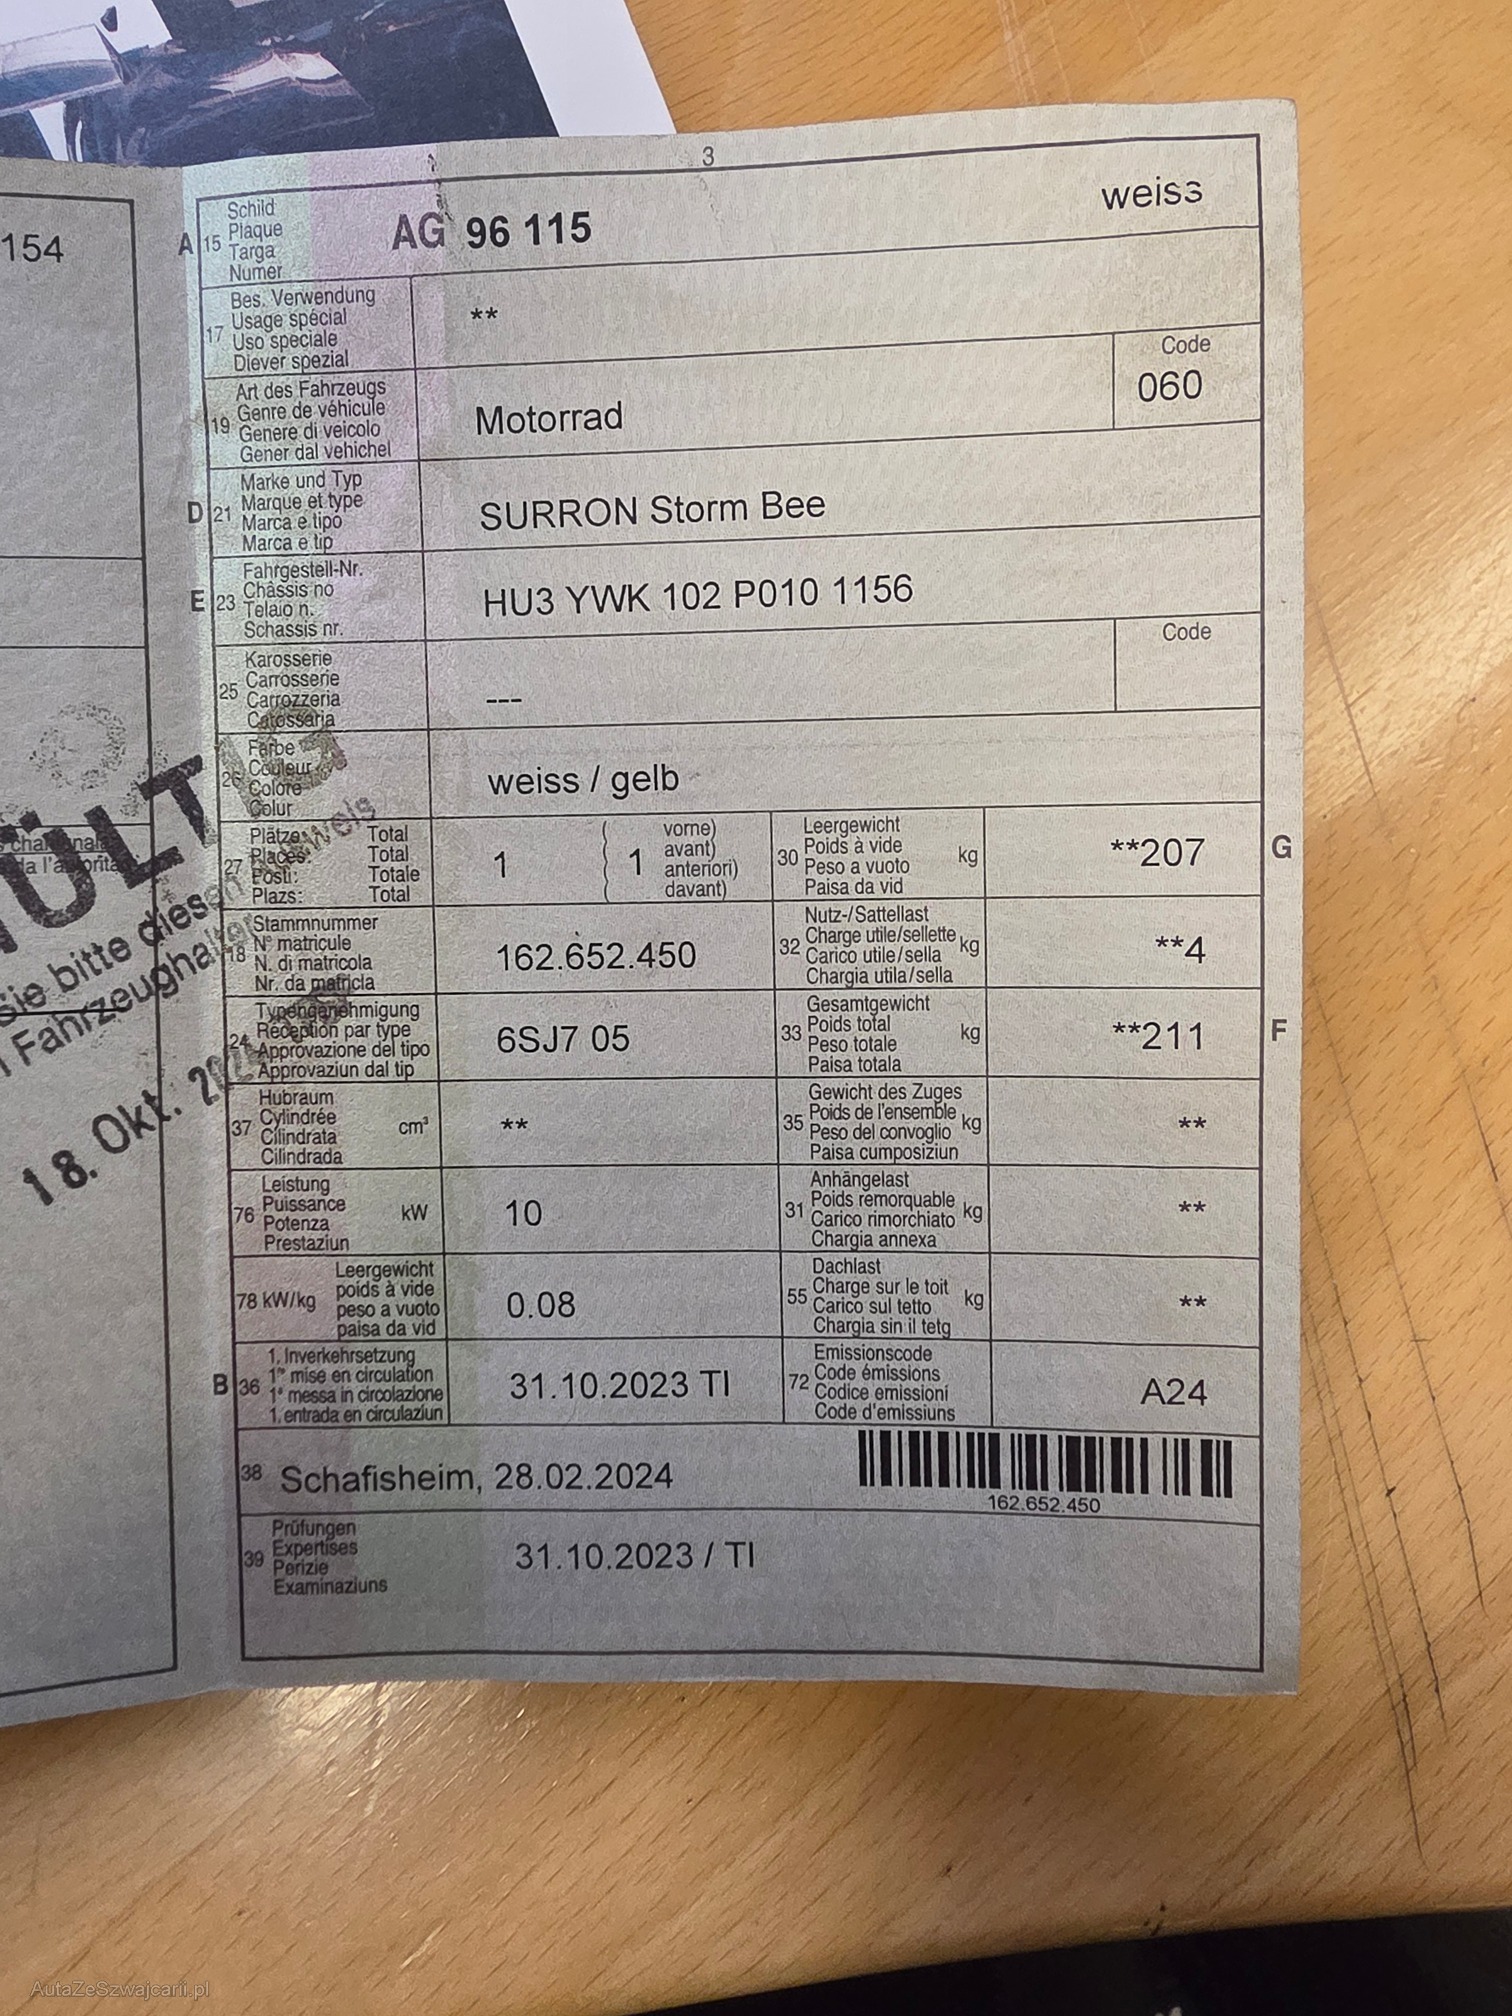 3
154
A 15 Schild
Plaque
Targa
Numer
AG 96 115
weiss
17 Bes. Verwendung
Usage spécial
Uso speciale
Diever spezial
**
19 Art des Fahrzeugs
Genre de véhicule
Genere di veicolo
Gener dal vehichel
Motorrad
Code
060
D 21 Marke und Typ
Marque et type
Marca e tipo
Marca e tip
SURRON Storm Bee
E 23 Fahrgestell-Nr.
Châssis no
Telaio n.
Schassis nr.
HU3 YWK 102 P010 1156
25 Karosserie
Carrosserie
Carrozzeria
Carossaria
---
Code
26 Farbe
Couleur
Colore
Colur
weiss / gelb
27 Plätze: Total
Places: Total
Posti: Totale
Plazs: Total
1 ( 1 vorne)
avant)
anteriori)
davant)
30 Leergewicht
Poids à vide kg
Peso a vuoto
Paisa da vid
**207 G
18 Stammnummer
N° matricule
N. di matricola
Nr. da matricla
162.652.450
32 Nutz-/Sattellast
Charge utile/sellette kg
Carico utile/sella
Chargia utila/sella
**4
24 Typengenehmigung
Réception par type
Approvazione del tipo
Approvaziun dal tip
6SJ7 05
33 Gesamtgewicht
Poids total kg
Peso totale
Paisa totala
**211 F
37 Hubraum
Cylindrée cm³
Cilindrata
Cilindrada
**
35 Gewicht des Zuges
Poids de l'ensemble kg
Peso del convoglio
Paisa cumposiziun
**
76 Leistung
Puissance kW
Potenza
Prestaziun
10
31 Anhängelast
Poids remorquable kg
Carico rimorchiato
Chargia annexa
**
78 kW/kg Leergewicht
poids à vide
peso a vuoto
paisa da vid
0.08
55 Dachlast
Charge sur le toit kg
Carico sul tetto
Chargia sin il tetg
**
B 36 1. Inverkehrsetzung
1re mise en circulation
1a messa in circolazione
1. entrada en circulaziun
31.10.2023 TI
72 Emissionscode
Code émissions
Codice emissioni
Code d'emissiuns
A24
38 Schafisheim, 28.02.2024
162.652.450
39 Prüfungen
Expertises
Perizie
Examinaziuns
31.10.2023 / TI
ÜLTIG
Sie bitte diesen
Fahrzeughalter
18. Okt.
AutaZeSzwajcarii.pl